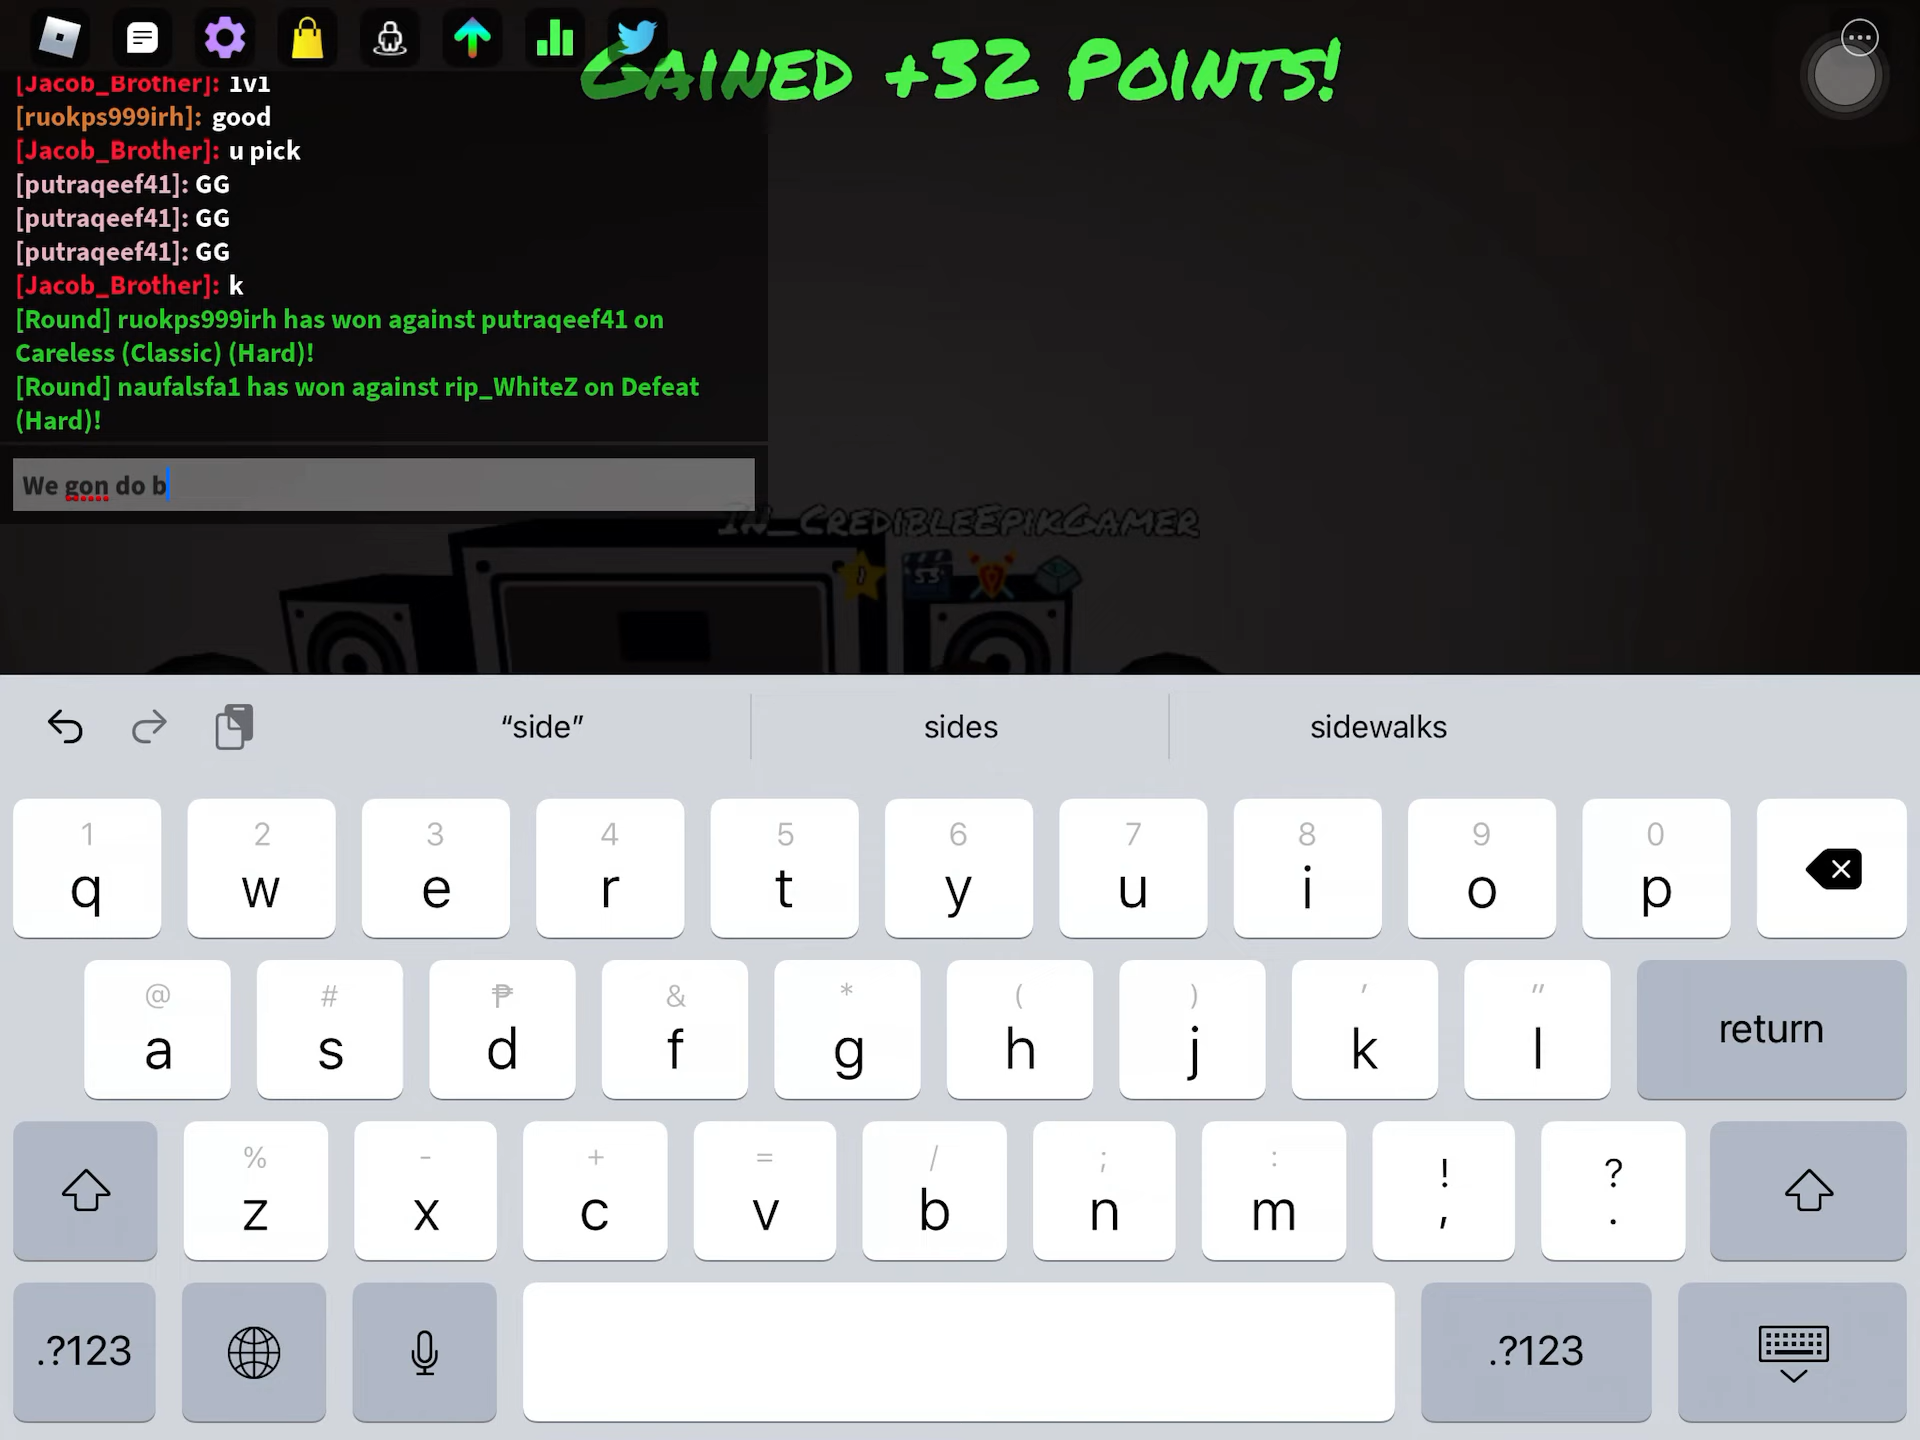 Gained +32 Points!
[Jacob_Brother]: 1v1
[ruokps999irh]: good
[Jacob_Brother]: u pick
[putraqeef41]: GG
[putraqeef41]: GG
[putraqeef41]: GG
[Jacob_Brother]: k
[Round] ruokps999irh has won against putraqeef41 on
Careless (Classic) (Hard)!
[Round] naufalsfa1 has won against rip_WhiteZ on Defeat
(Hard)!
We gon do b
In_CredibleEpikGamer
1 53
“side” sides sidewalks
1 2 3 4 5 6 7 8 9 0
q w e r t y u i o p
@ # ₱ & * ( ) ' "
a s d f g h j k l return
% - + = / ; : ! ?
z x c v b n m , .
.?123 .?123